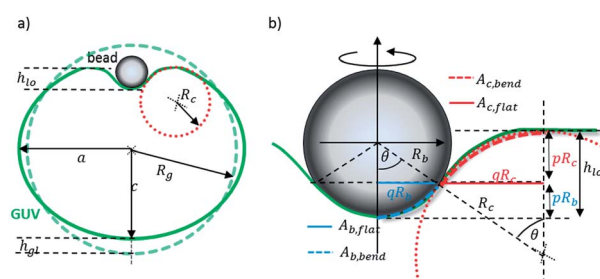 a)
bead
h_lo
R_c
a
R_g
c
GUV
h_gl
b)
A_c,bend
A_c,flat
θ
R_b
qR_b
qR_c
pR_c
h_lo
pR_b
R_c
θ
A_b,flat
A_b,bend